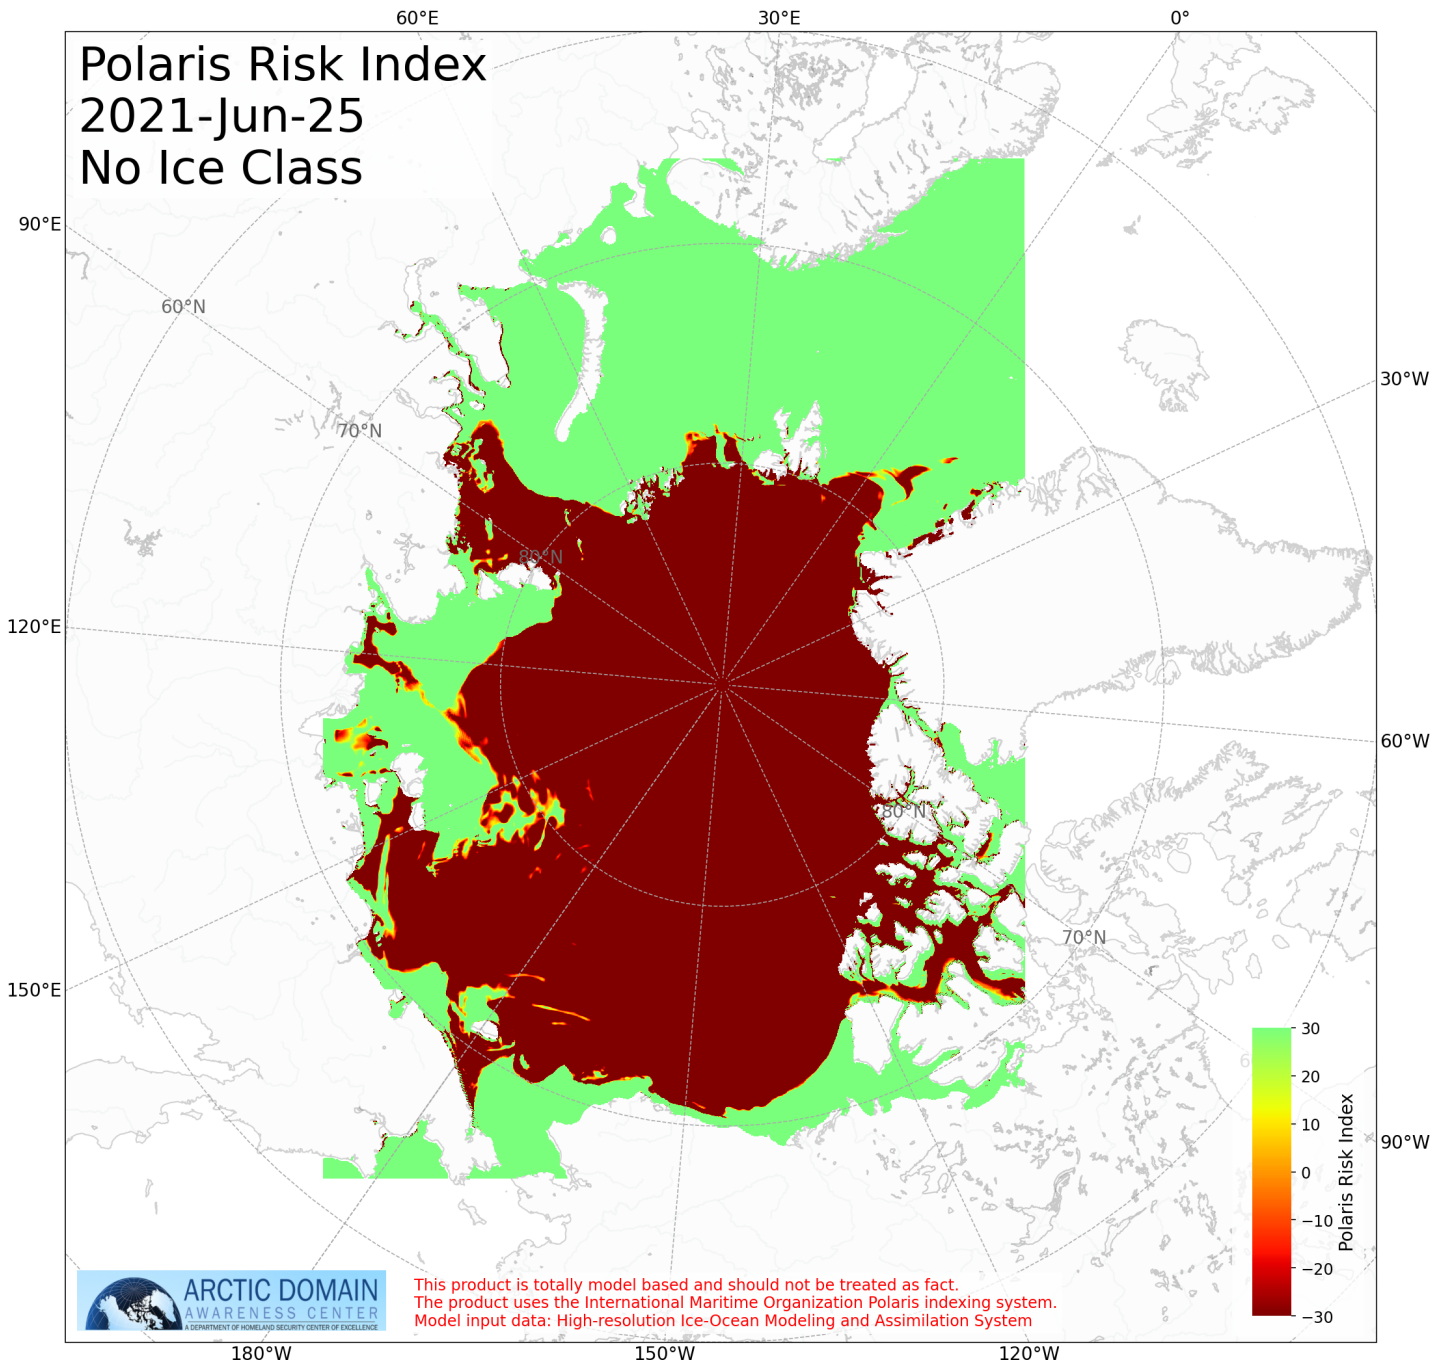 60°E 30°E 0°
Polaris Risk Index
2021-Jun-25
No Ice Class
90°E
60°N
30°W
70°N
80°N
120°E
60°W
80°N
70°N
150°E
30
20
10
0
−10
−20
−30
Polaris Risk Index
90°W
ARCTIC DOMAIN
AWARENESS CENTER
A DEPARTMENT OF HOMELAND SECURITY CENTER OF EXCELLENCE
This product is totally model based and should not be treated as fact.
The product uses the International Maritime Organization Polaris indexing system.
Model input data: High-resolution Ice-Ocean Modeling and Assimilation System
180°W 150°W 120°W